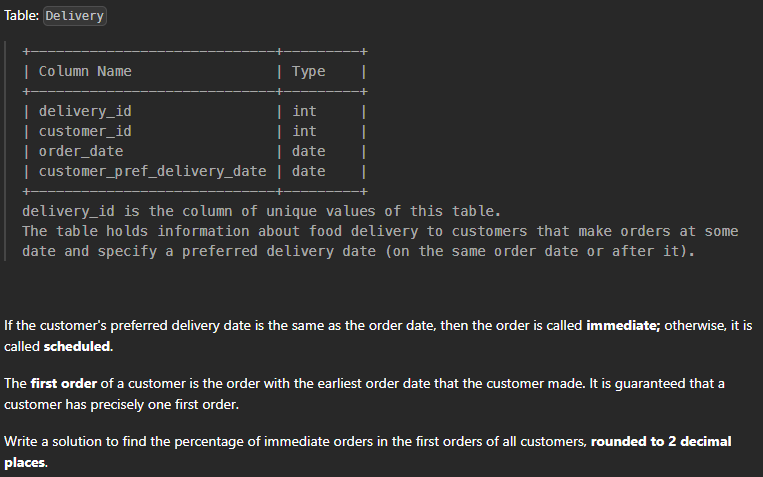 Table: Delivery
+-----------------------------+---------+
| Column Name                 | Type    |
+-----------------------------+---------+
| delivery_id                 | int     |
| customer_id                 | int     |
| order_date                  | date    |
| customer_pref_delivery_date | date    |
+-----------------------------+---------+
delivery_id is the column of unique values of this table.
The table holds information about food delivery to customers that make orders at some
date and specify a preferred delivery date (on the same order date or after it).
If the customer's preferred delivery date is the same as the order date, then the order is called immediate; otherwise, it is
called scheduled.
The first order of a customer is the order with the earliest order date that the customer made. It is guaranteed that a
customer has precisely one first order.
Write a solution to find the percentage of immediate orders in the first orders of all customers, rounded to 2 decimal
places.